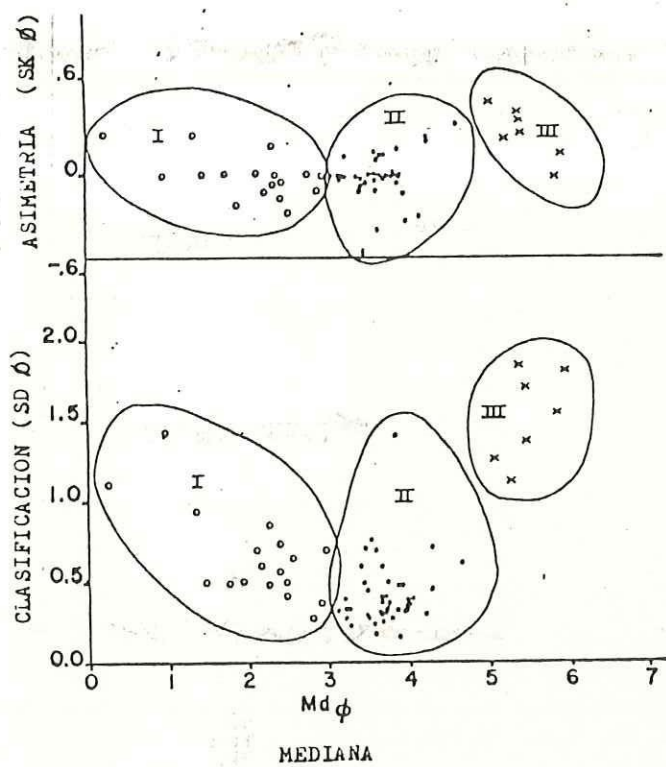 ASIMETRIA (SK Ø)
.6
0
-.6
I
II
III
CLASIFICACION (SD Ø)
2.0
1.5
1.0
0.5
0.0
I
II
III
0 1 2 3 4 5 6 7
Md ϕ
MEDIANA